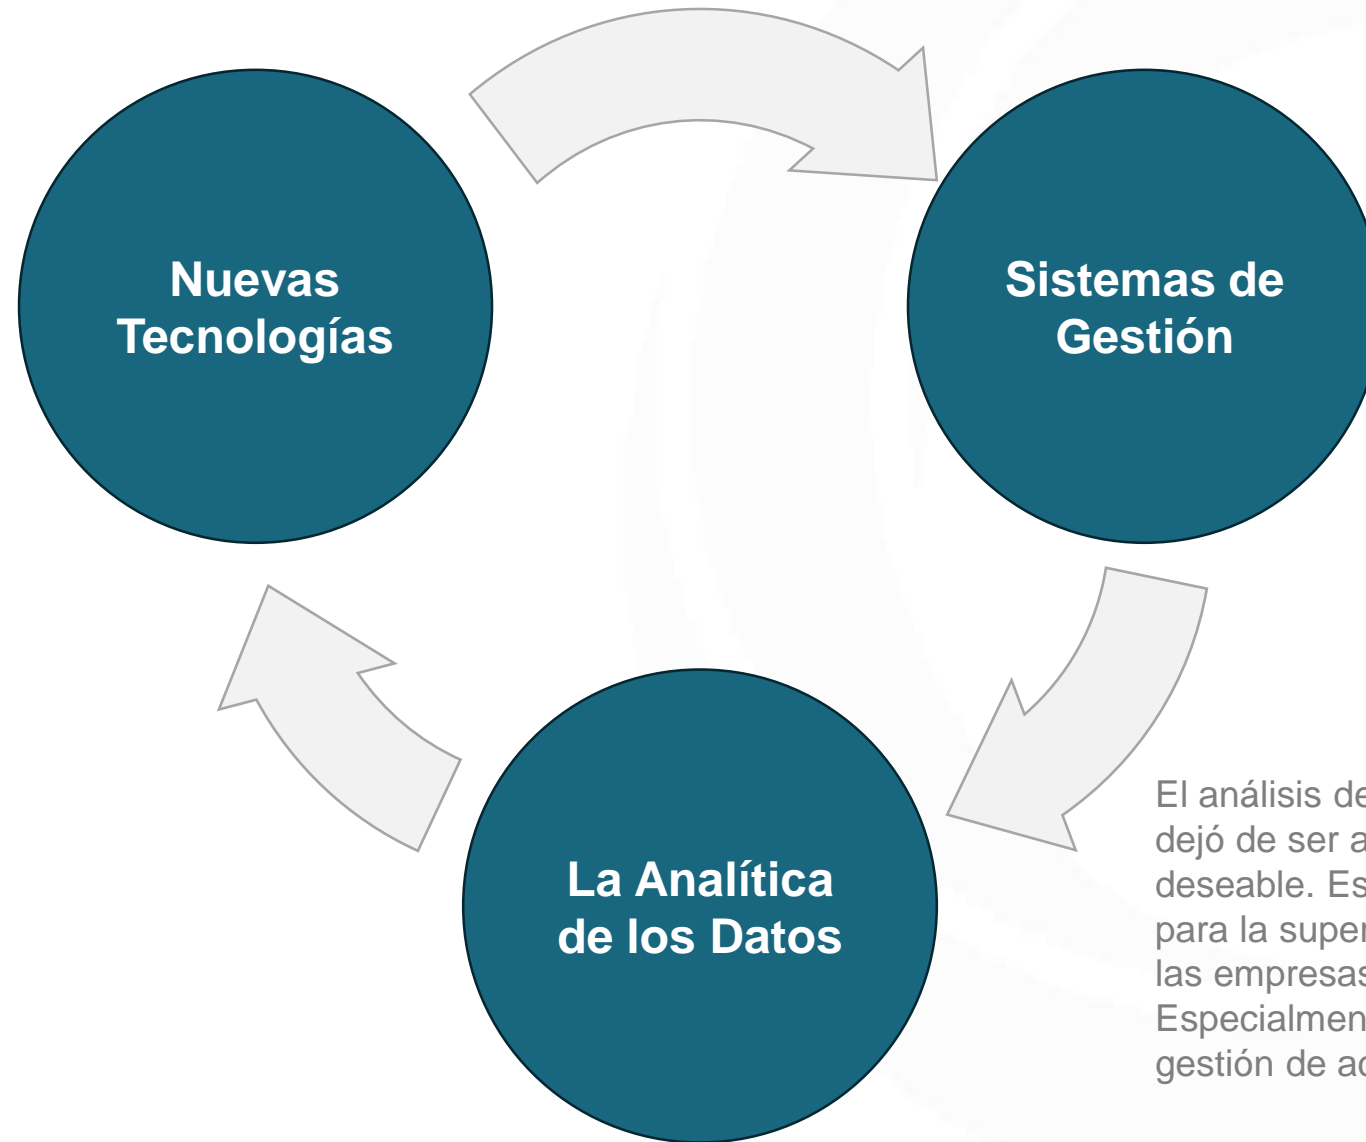 Nuevas
Tecnologías
Sistemas de
Gestión
La Analítica
de los Datos
El análisis de
dejó de ser a
deseable. Es
para la super
las empresas
Especialmen
gestión de a